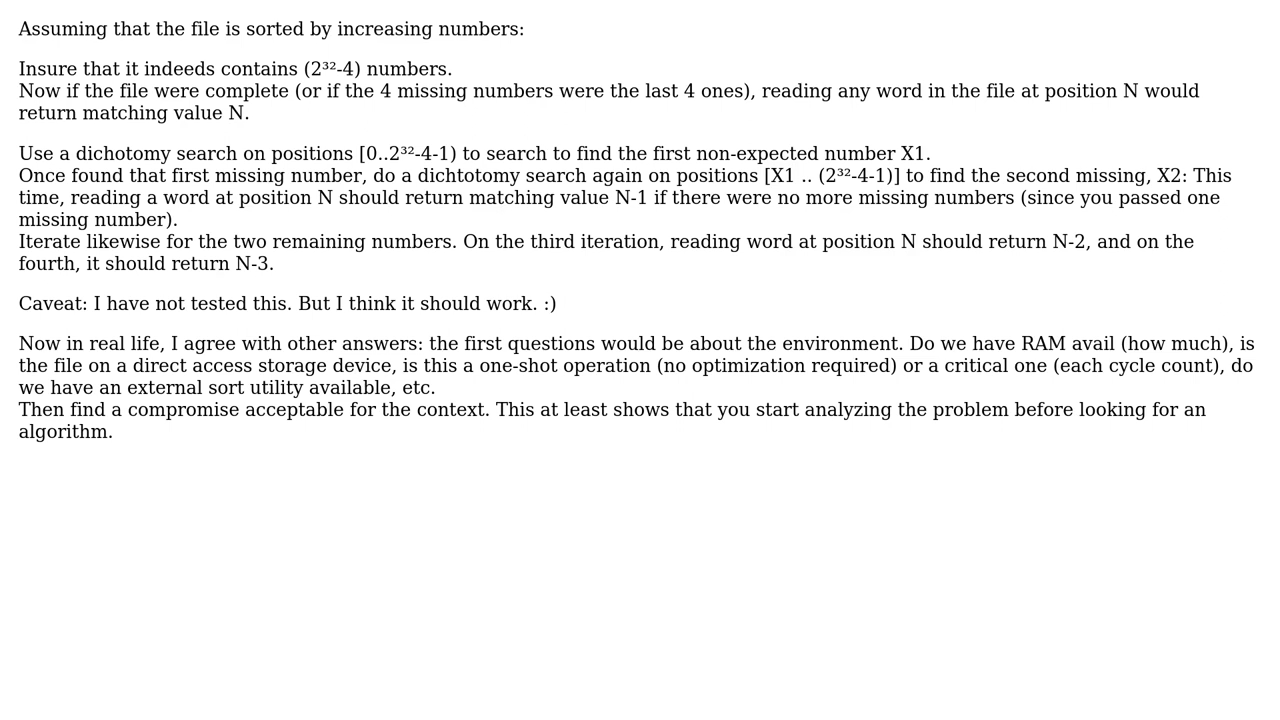 Assuming that the file is sorted by increasing numbers:
Insure that it indeeds contains (2³²-4) numbers.
Now if the file were complete (or if the 4 missing numbers were the last 4 ones), reading any word in the file at position N would
return matching value N.
Use a dichotomy search on positions [0..2³²-4-1) to search to find the first non-expected number X1.
Once found that first missing number, do a dichtotomy search again on positions [X1 .. (2³²-4-1)] to find the second missing, X2: This
time, reading a word at position N should return matching value N-1 if there were no more missing numbers (since you passed one
missing number).
Iterate likewise for the two remaining numbers. On the third iteration, reading word at position N should return N-2, and on the
fourth, it should return N-3.
Caveat: I have not tested this. But I think it should work. :)
Now in real life, I agree with other answers: the first questions would be about the environment. Do we have RAM avail (how much), is
the file on a direct access storage device, is this a one-shot operation (no optimization required) or a critical one (each cycle count), do
we have an external sort utility available, etc.
Then find a compromise acceptable for the context. This at least shows that you start analyzing the problem before looking for an
algorithm.